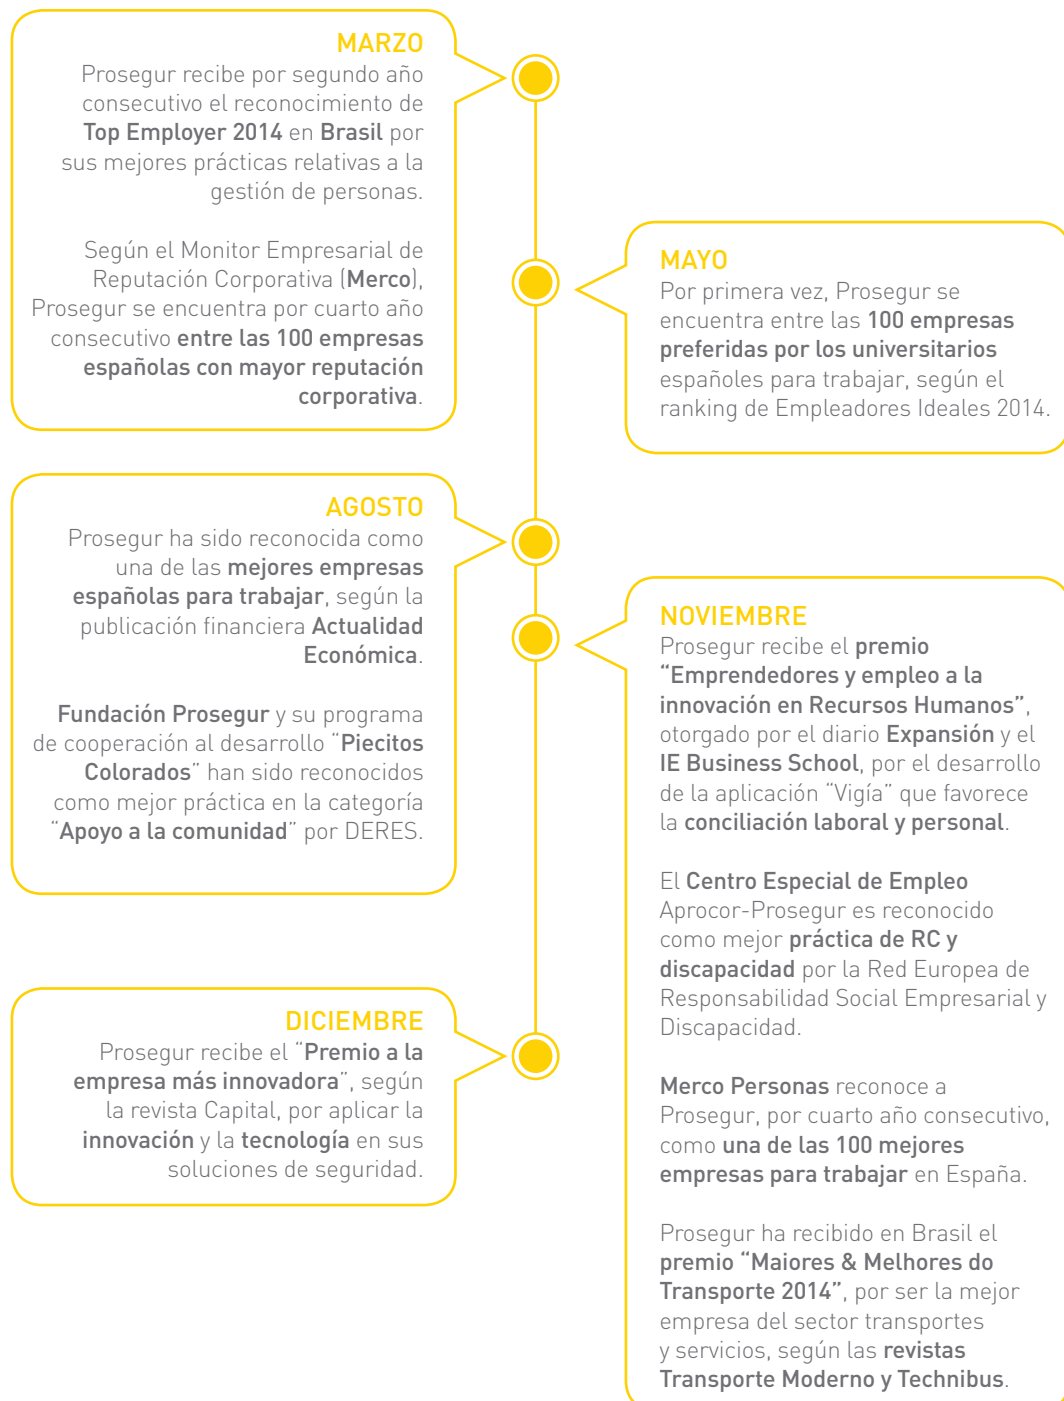 MARZO
Prosegur recibe por segundo año
consecutivo el reconocimiento de
Top Employer 2014 en Brasil por
sus mejores prácticas relativas a la
gestión de personas.
Según el Monitor Empresarial de
Reputación Corporativa (Merco),
Prosegur se encuentra por cuarto año
consecutivo entre las 100 empresas
españolas con mayor reputación
corporativa.
MAYO
Por primera vez, Prosegur se
encuentra entre las 100 empresas
preferidas por los universitarios
españoles para trabajar, según el
ranking de Empleadores Ideales 2014.
AGOSTO
Prosegur ha sido reconocida como
una de las mejores empresas
españolas para trabajar, según la
publicación financiera Actualidad
Económica.
Fundación Prosegur y su programa
de cooperación al desarrollo “Piecitos
Colorados” han sido reconocidos
como mejor práctica en la categoría
“Apoyo a la comunidad” por DERES.
NOVIEMBRE
Prosegur recibe el premio
“Emprendedores y empleo a la
innovación en Recursos Humanos”,
otorgado por el diario Expansión y el
IE Business School, por el desarrollo
de la aplicación “Vigía” que favorece
la conciliación laboral y personal.
El Centro Especial de Empleo
Aprocor-Prosegur es reconocido
como mejor práctica de RC y
discapacidad por la Red Europea de
Responsabilidad Social Empresarial y
Discapacidad.
Merco Personas reconoce a
Prosegur, por cuarto año consecutivo,
como una de las 100 mejores
empresas para trabajar en España.
Prosegur ha recibido en Brasil el
premio “Maiores & Melhores do
Transporte 2014”, por ser la mejor
empresa del sector transportes
y servicios, según las revistas
Transporte Moderno y Technibus.
DICIEMBRE
Prosegur recibe el “Premio a la
empresa más innovadora”, según
la revista Capital, por aplicar la
innovación y la tecnología en sus
soluciones de seguridad.